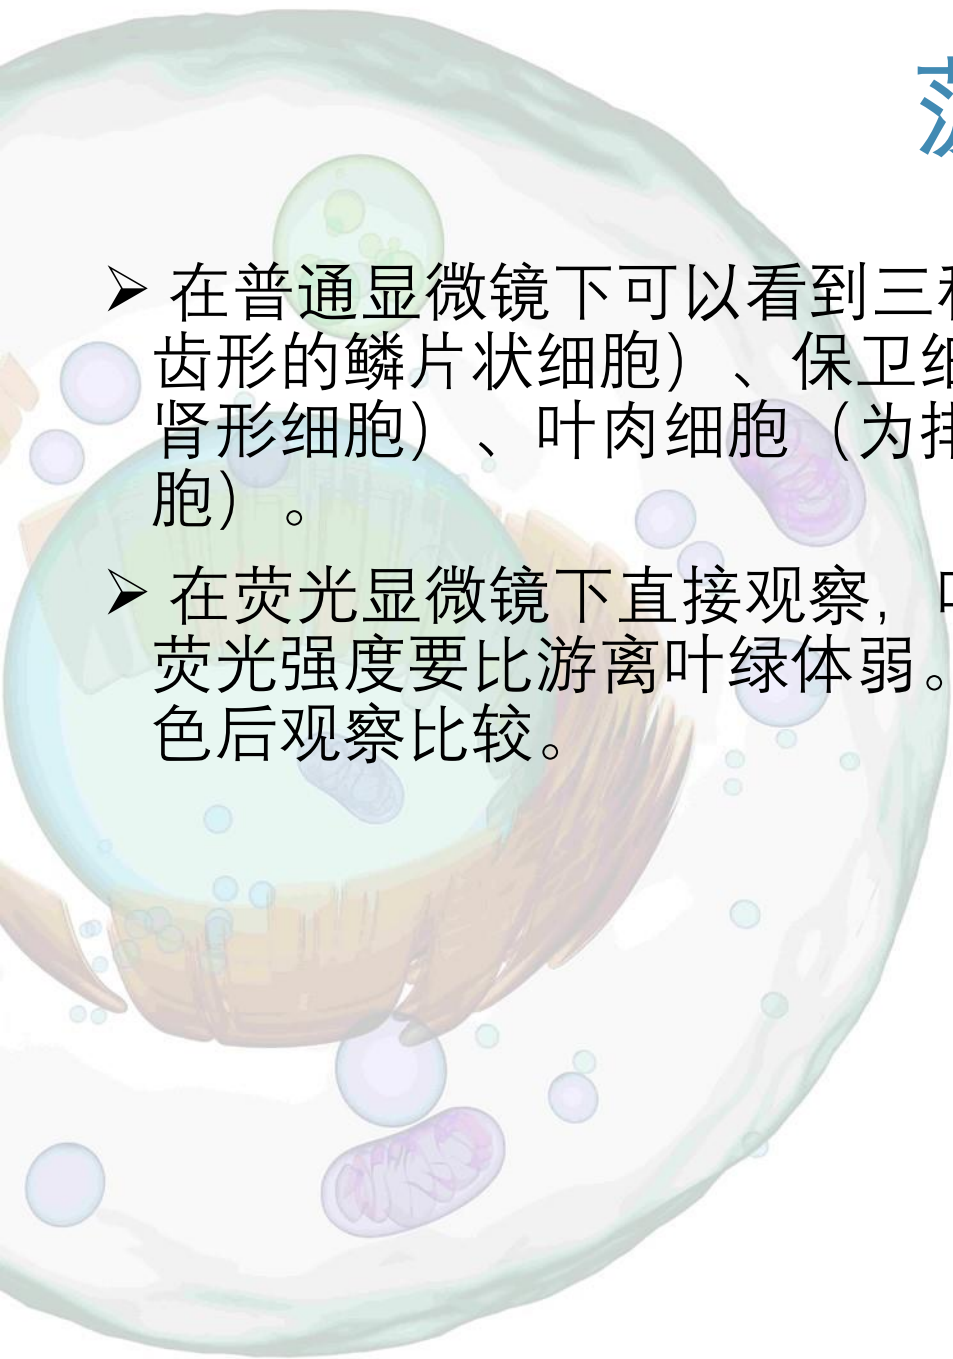 在普通显微镜下可以看到三
齿形的鳞片状细胞）、保卫细
肾形细胞）、叶肉细胞（为排
胞）。
在荧光显微镜下直接观察,
荧光强度要比游离叶绿体弱。
色后观察比较。